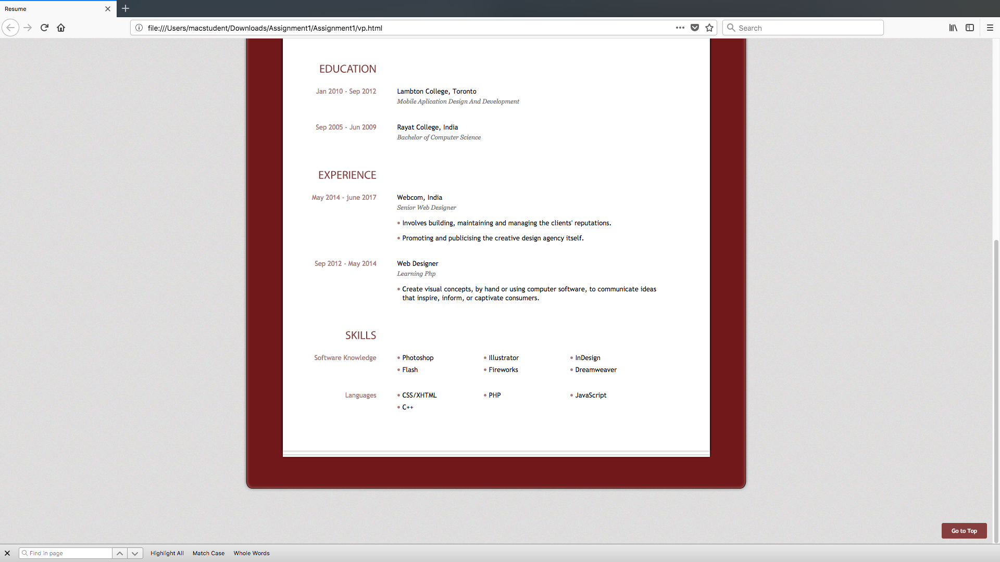 Resume
file:///Users/macstudent/Downloads/Assignment1/Assignment1/vp.html
Search
EDUCATION
Jan 2010 - Sep 2012
Lambton College, Toronto
Mobile Aplication Design And Development
Sep 2005 - Jun 2009
Rayat College, India
Bachelor of Computer Science
EXPERIENCE
May 2014 - june 2017
Webcom, India
Senior Web Designer
• Involves building, maintaining and managing the clients' reputations.
• Promoting and publicising the creative design agency itself.
Sep 2012 - May 2014
Web Designer
Learning Php
• Create visual concepts, by hand or using computer software, to communicate ideas
that inspire, inform, or captivate consumers.
SKILLS
Software Knowledge
• Photoshop • Illustrator • InDesign
• Flash • Fireworks • Dreamweaver
Languages
• CSS/XHTML • PHP • JavaScript
• C++
Go to Top
Find in page
Highlight All Match Case Whole Words